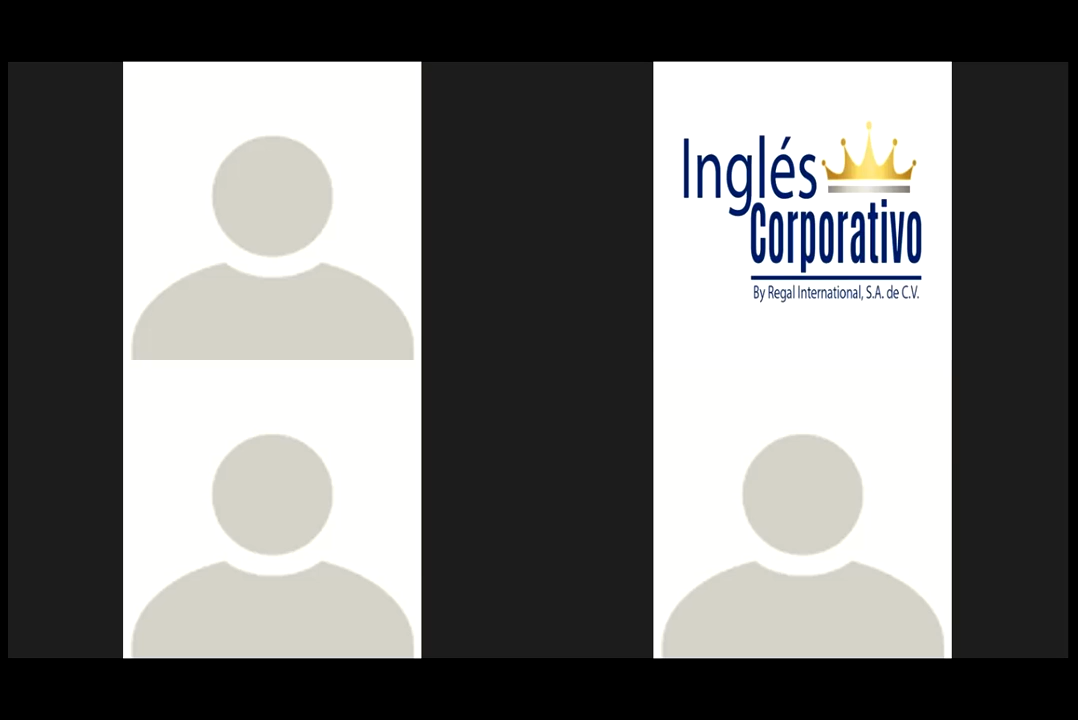 Inglés
Corporativo
By Regal International, S.A. de C.V.